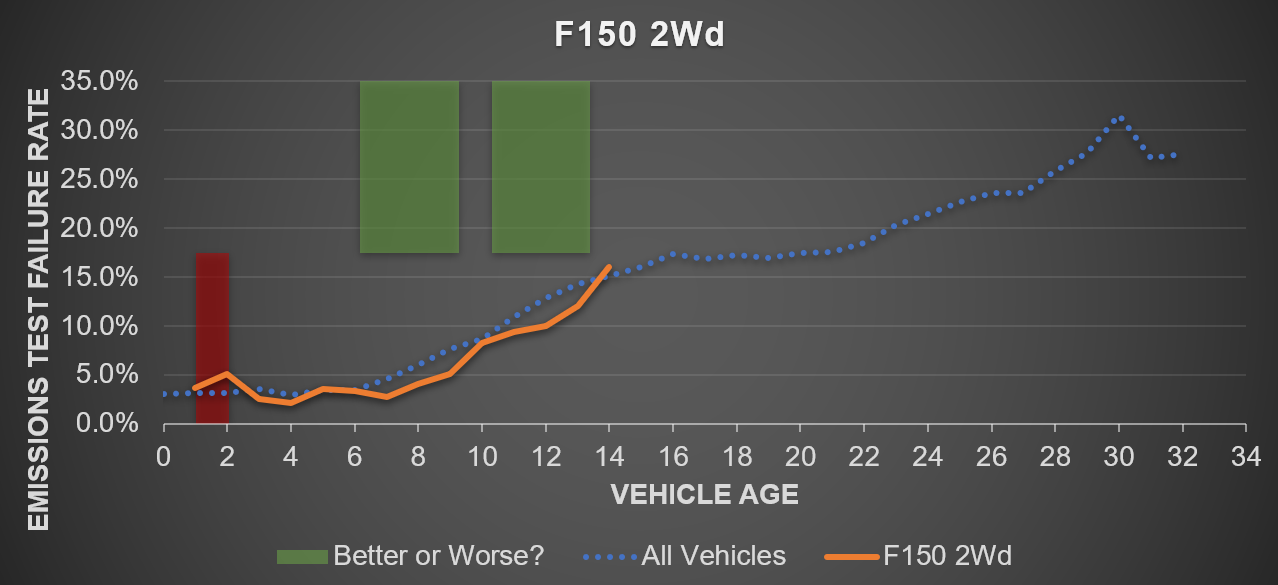 F150 2Wd
EMISSIONS TEST FAILURE RATE
35.0%
30.0%
25.0%
20.0%
15.0%
10.0%
5.0%
0.0%
0 2 4 6 8 10 12 14 16 18 20 22 24 26 28 30 32 34
VEHICLE AGE
Better or Worse? All Vehicles F150 2Wd